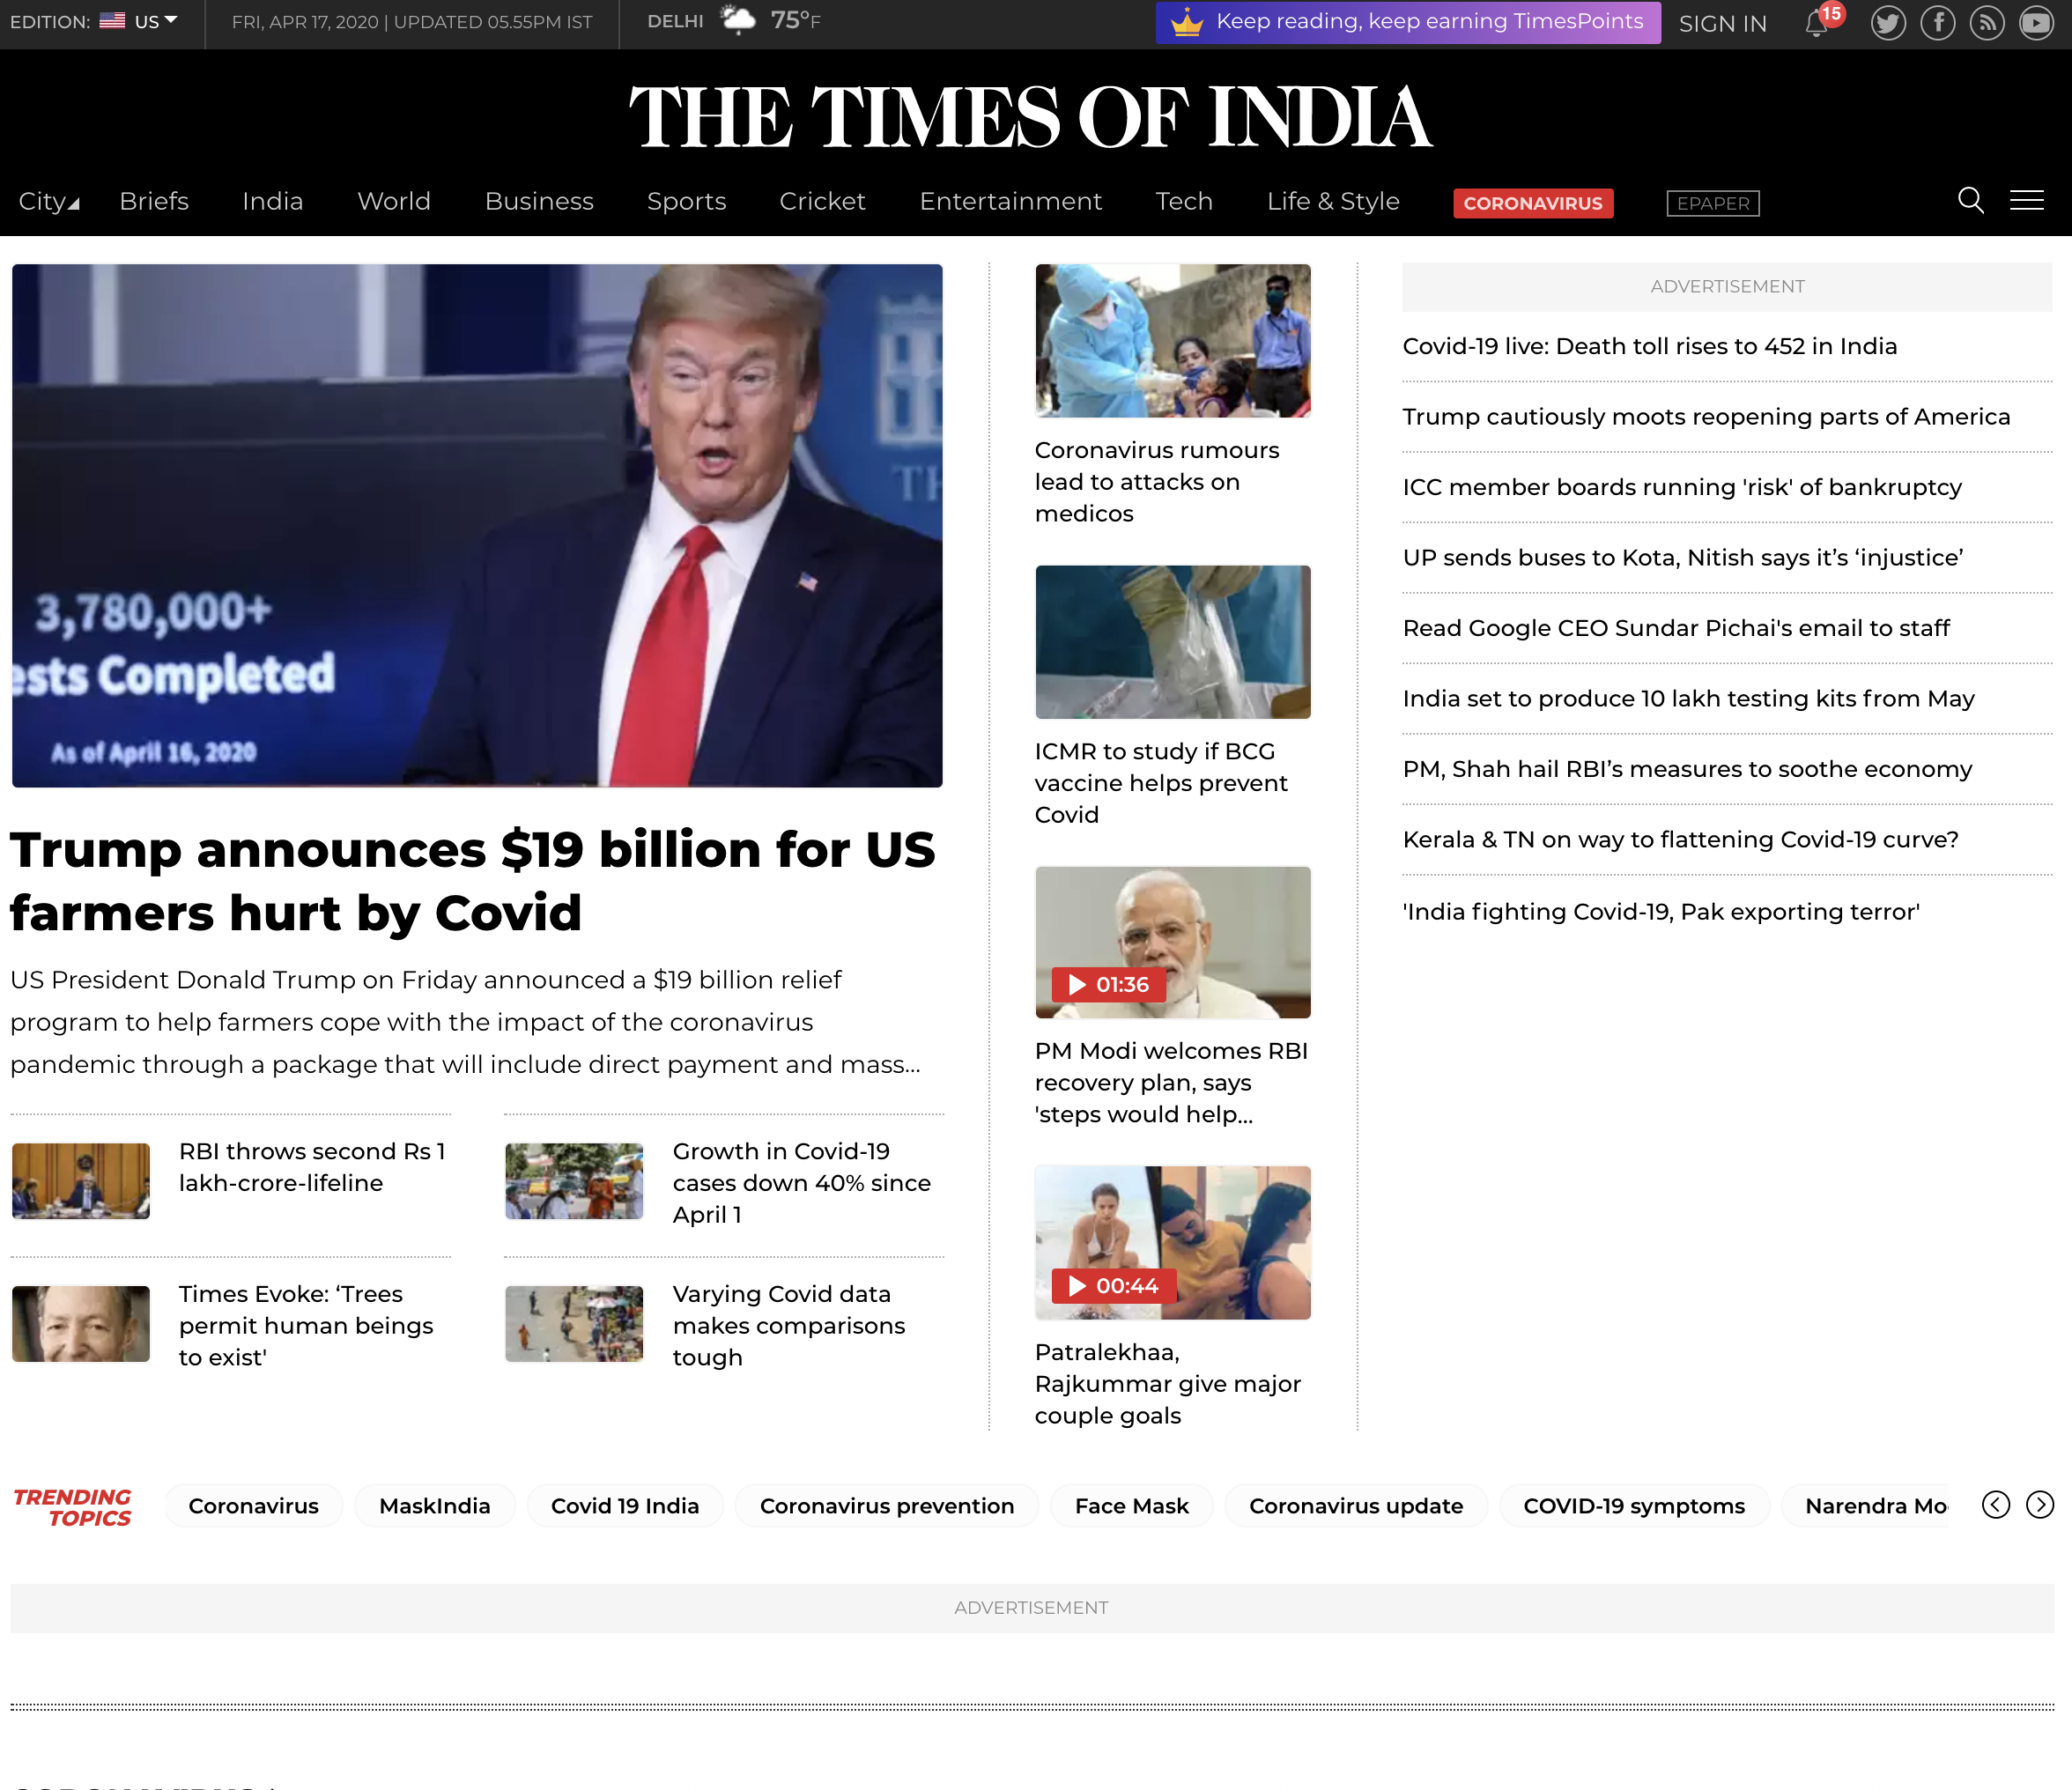 EDITION: US
FRI, APR 17, 2020 | UPDATED 05.55PM IST
DELHI 75°F
Keep reading, keep earning TimesPoints
SIGN IN
15
THE TIMES OF INDIA
City
Briefs
India
World
Business
Sports
Cricket
Entertainment
Tech
Life & Style
CORONAVIRUS
EPAPER
3,780,000+
ests Completed
As of April 16, 2020
TH
Trump announces $19 billion for US
farmers hurt by Covid
US President Donald Trump on Friday announced a $19 billion relief
program to help farmers cope with the impact of the coronavirus
pandemic through a package that will include direct payment and mass...
RBI throws second Rs 1
lakh-crore-lifeline
Growth in Covid-19
cases down 40% since
April 1
Times Evoke: ‘Trees
permit human beings
to exist'
Varying Covid data
makes comparisons
tough
Coronavirus rumours
lead to attacks on
medicos
ICMR to study if BCG
vaccine helps prevent
Covid
01:36
PM Modi welcomes RBI
recovery plan, says
'steps would help...
00:44
Patralekhaa,
Rajkummar give major
couple goals
ADVERTISEMENT
Covid-19 live: Death toll rises to 452 in India
Trump cautiously moots reopening parts of America
ICC member boards running 'risk' of bankruptcy
UP sends buses to Kota, Nitish says it’s ‘injustice’
Read Google CEO Sundar Pichai's email to staff
India set to produce 10 lakh testing kits from May
PM, Shah hail RBI’s measures to soothe economy
Kerala & TN on way to flattening Covid-19 curve?
'India fighting Covid-19, Pak exporting terror'
TRENDING
TOPICS
Coronavirus
MaskIndia
Covid 19 India
Coronavirus prevention
Face Mask
Coronavirus update
COVID-19 symptoms
Narendra Mo
ADVERTISEMENT